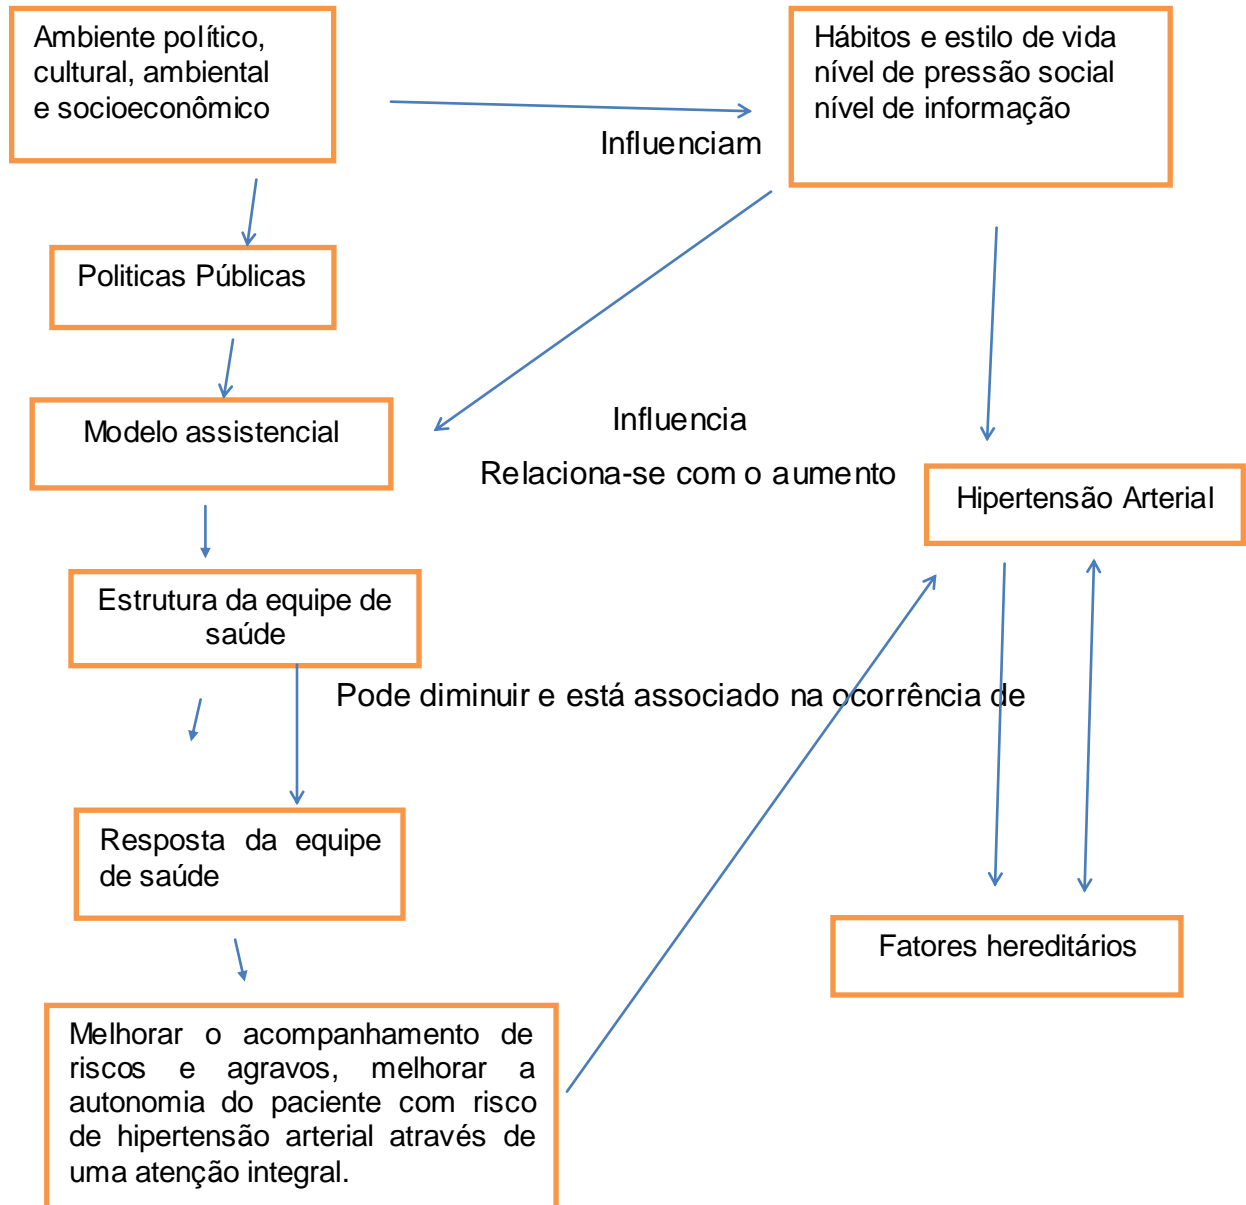 Ambiente político,
cultural, ambiental
e socioeconômico
Hábitos e estilo de vida
nível de pressão social
nível de informação
Influenciam
Politicas Públicas
Modelo assistencial
Influencia
Relaciona-se com o aumento
Hipertensão Arterial
Estrutura da equipe de
saúde
Pode diminuir e está associado na ocorrência de
Resposta da equipe
de saúde
Fatores hereditários
Melhorar o acompanhamento de
riscos e agravos, melhorar a
autonomia do paciente com risco
de hipertensão arterial através de
uma atenção integral.